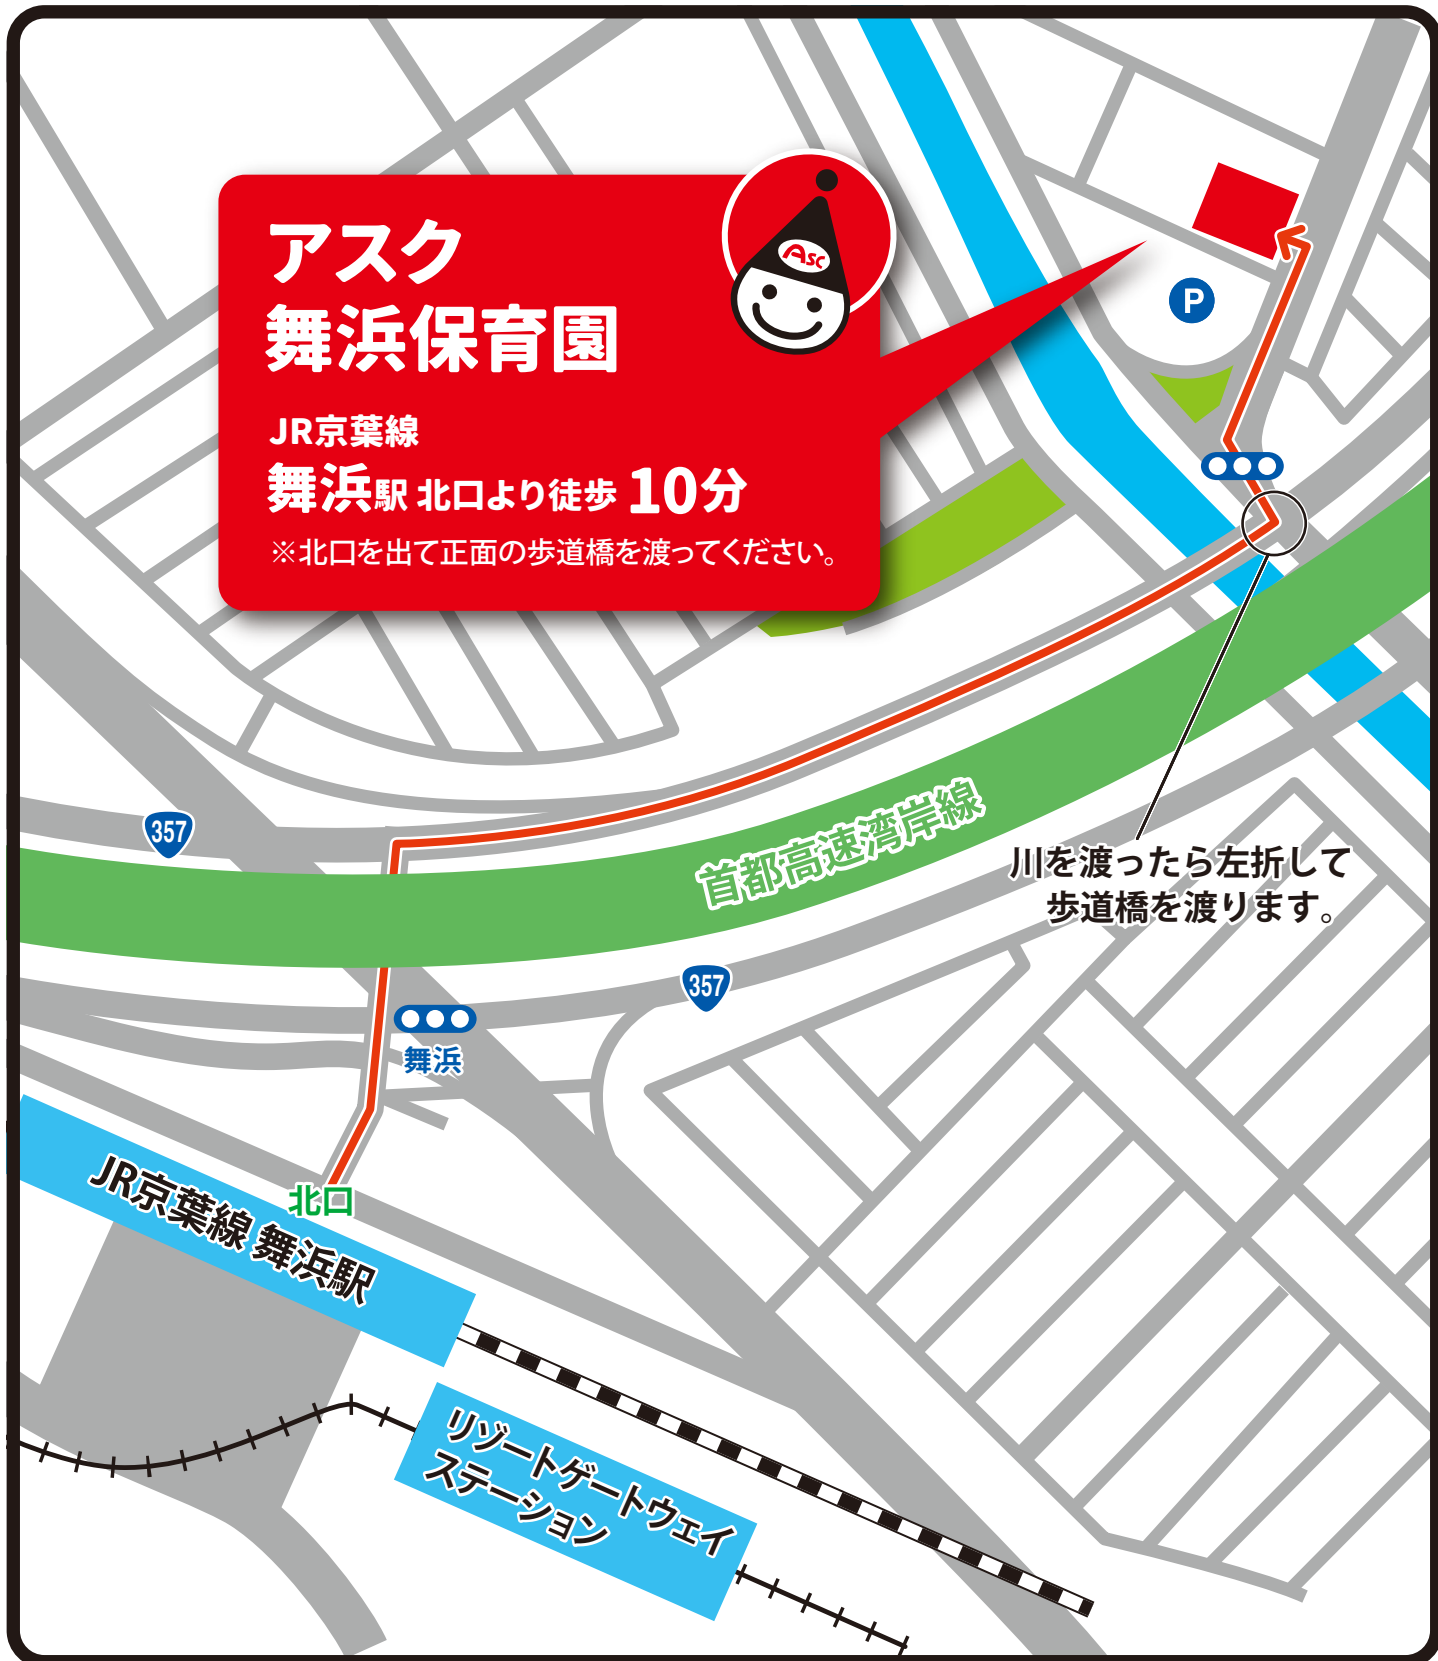 アスク
舞浜保育園
ASC
JR京葉線
舞浜駅 北口より徒歩 10分
※北口を出て正面の歩道橋を渡ってください。
P
357
首都高速湾岸線
川を渡ったら左折して
歩道橋を渡ります。
357
舞浜
北口
JR京葉線 舞浜駅
リゾートゲートウェイ
ステーション